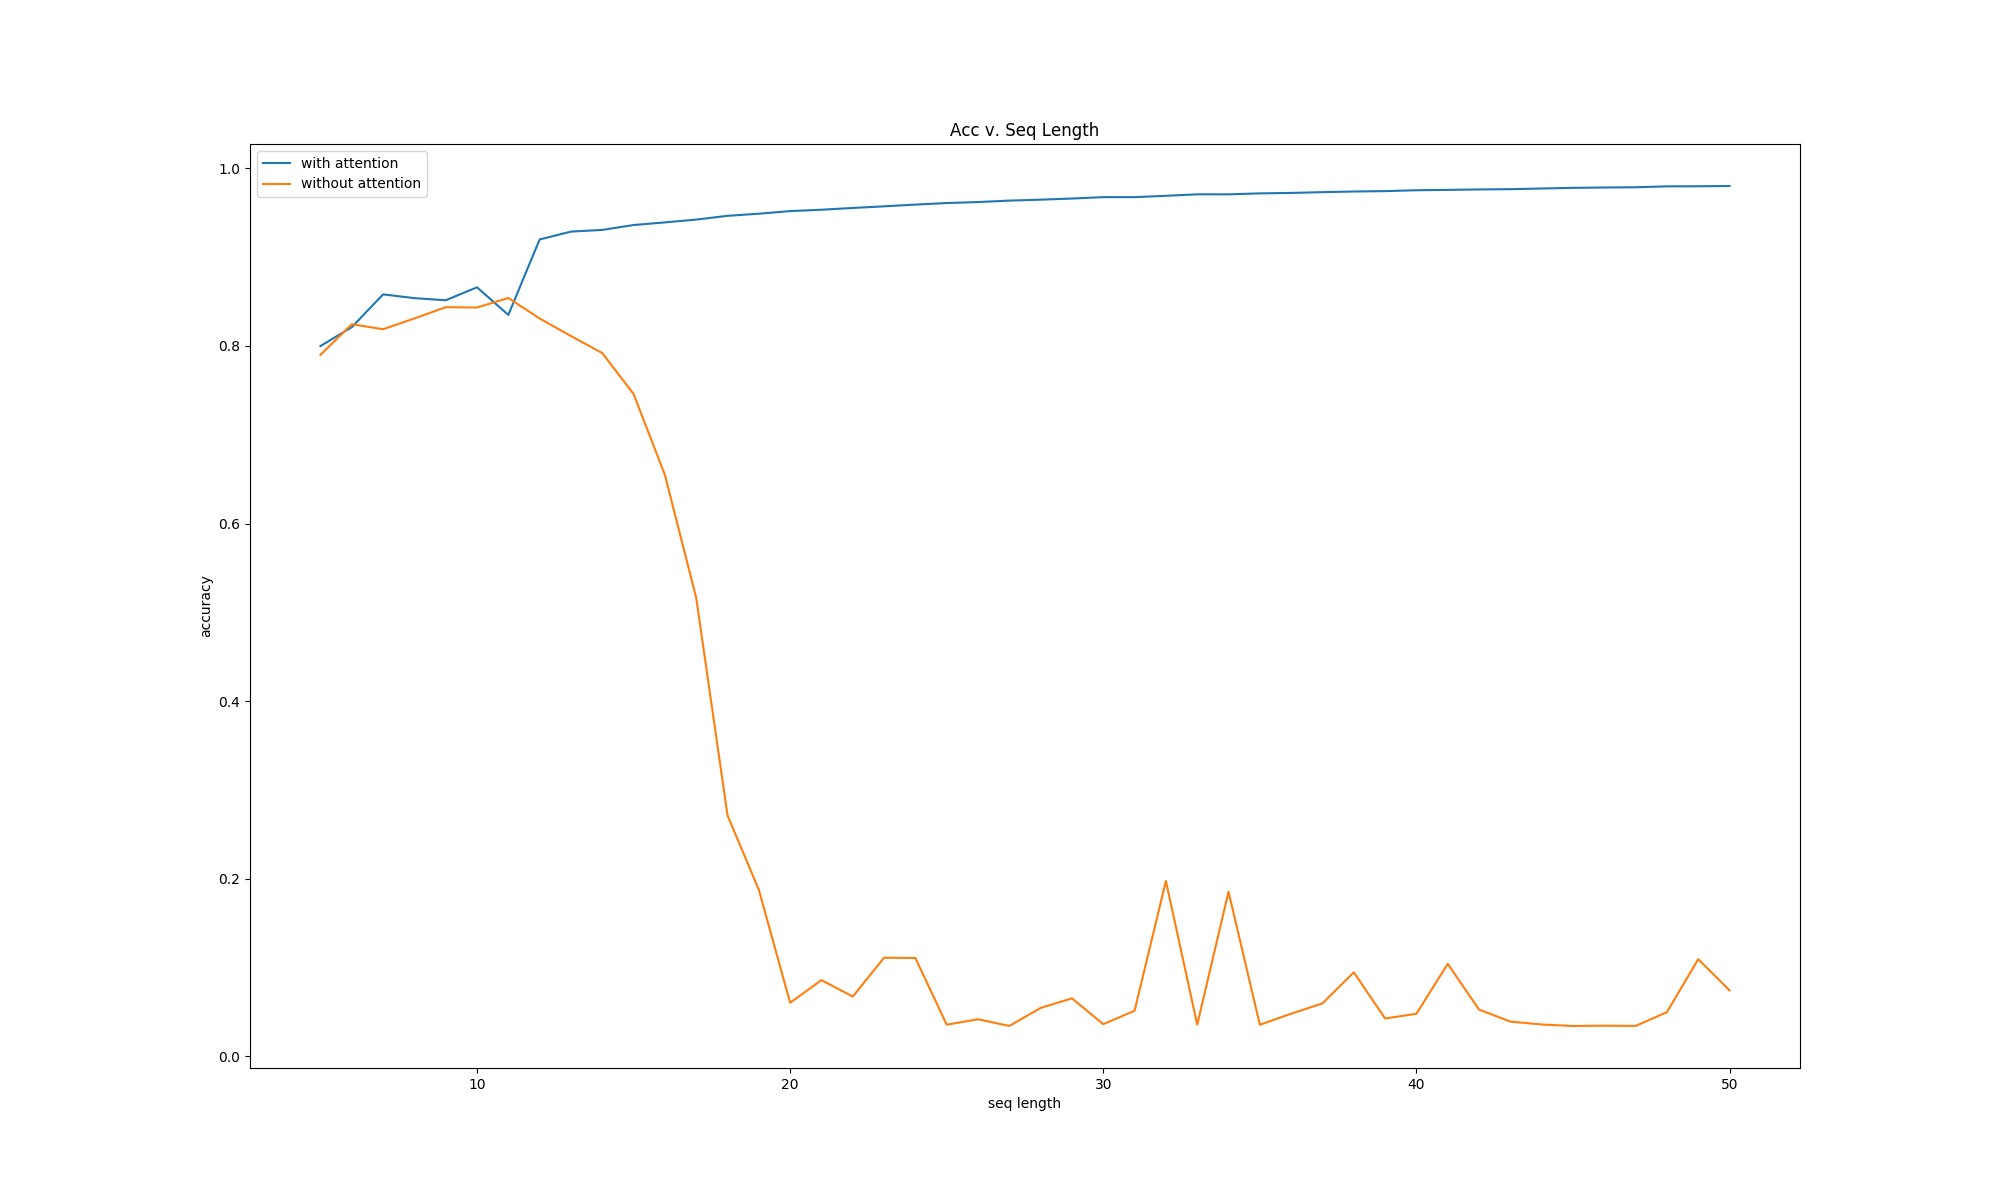 Acc v. Seq Length
with attention
without attention
1.0
0.8
0.6
0.4
0.2
0.0
accuracy
10 20 30 40 50
seq length